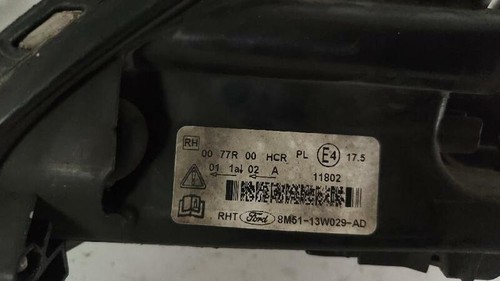 RH 00 77R 00 HCR PL E4 17.5
01 1a 02 A 11802
RHT Ford 8M51-13W029-AD